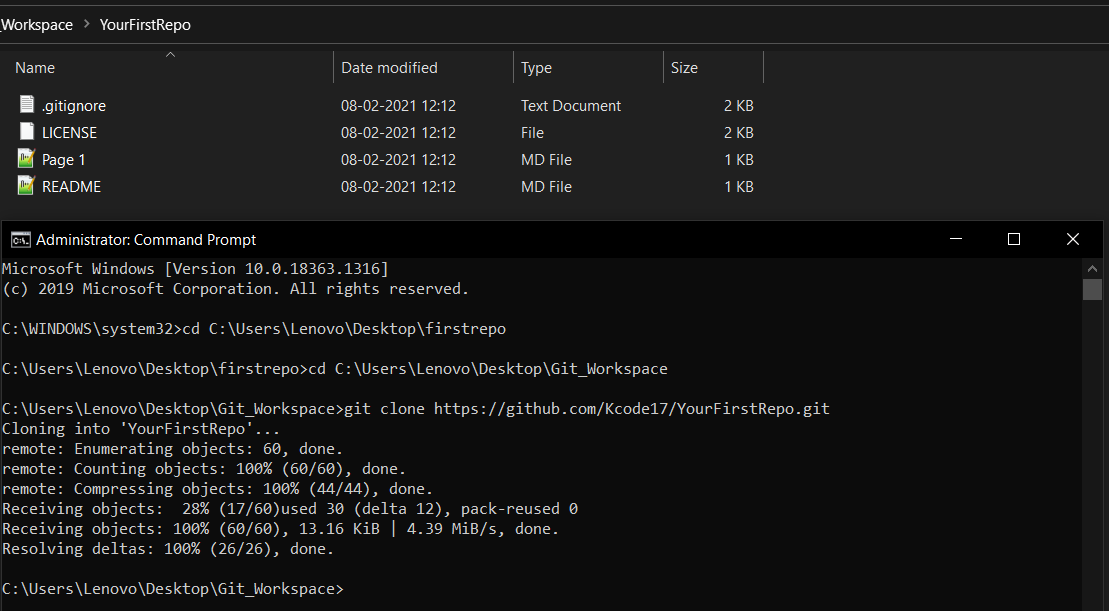 _Workspace > YourFirstRepo
Name Date modified Type Size
.gitignore 08-02-2021 12:12 Text Document 2 KB
LICENSE 08-02-2021 12:12 File 2 KB
Page 1 08-02-2021 12:12 MD File 1 KB
README 08-02-2021 12:12 MD File 1 KB
Administrator: Command Prompt
Microsoft Windows [Version 10.0.18363.1316]
(c) 2019 Microsoft Corporation. All rights reserved.
C:\WINDOWS\system32>cd C:\Users\Lenovo\Desktop\firstrepo
C:\Users\Lenovo\Desktop\firstrepo>cd C:\Users\Lenovo\Desktop\Git_Workspace
C:\Users\Lenovo\Desktop\Git_Workspace>git clone https://github.com/Kcode17/YourFirstRepo.git
Cloning into 'YourFirstRepo'...
remote: Enumerating objects: 60, done.
remote: Counting objects: 100% (60/60), done.
remote: Compressing objects: 100% (44/44), done.
Receiving objects:  28% (17/60)used 30 (delta 12), pack-reused 0
Receiving objects: 100% (60/60), 13.16 KiB | 4.39 MiB/s, done.
Resolving deltas: 100% (26/26), done.
C:\Users\Lenovo\Desktop\Git_Workspace>